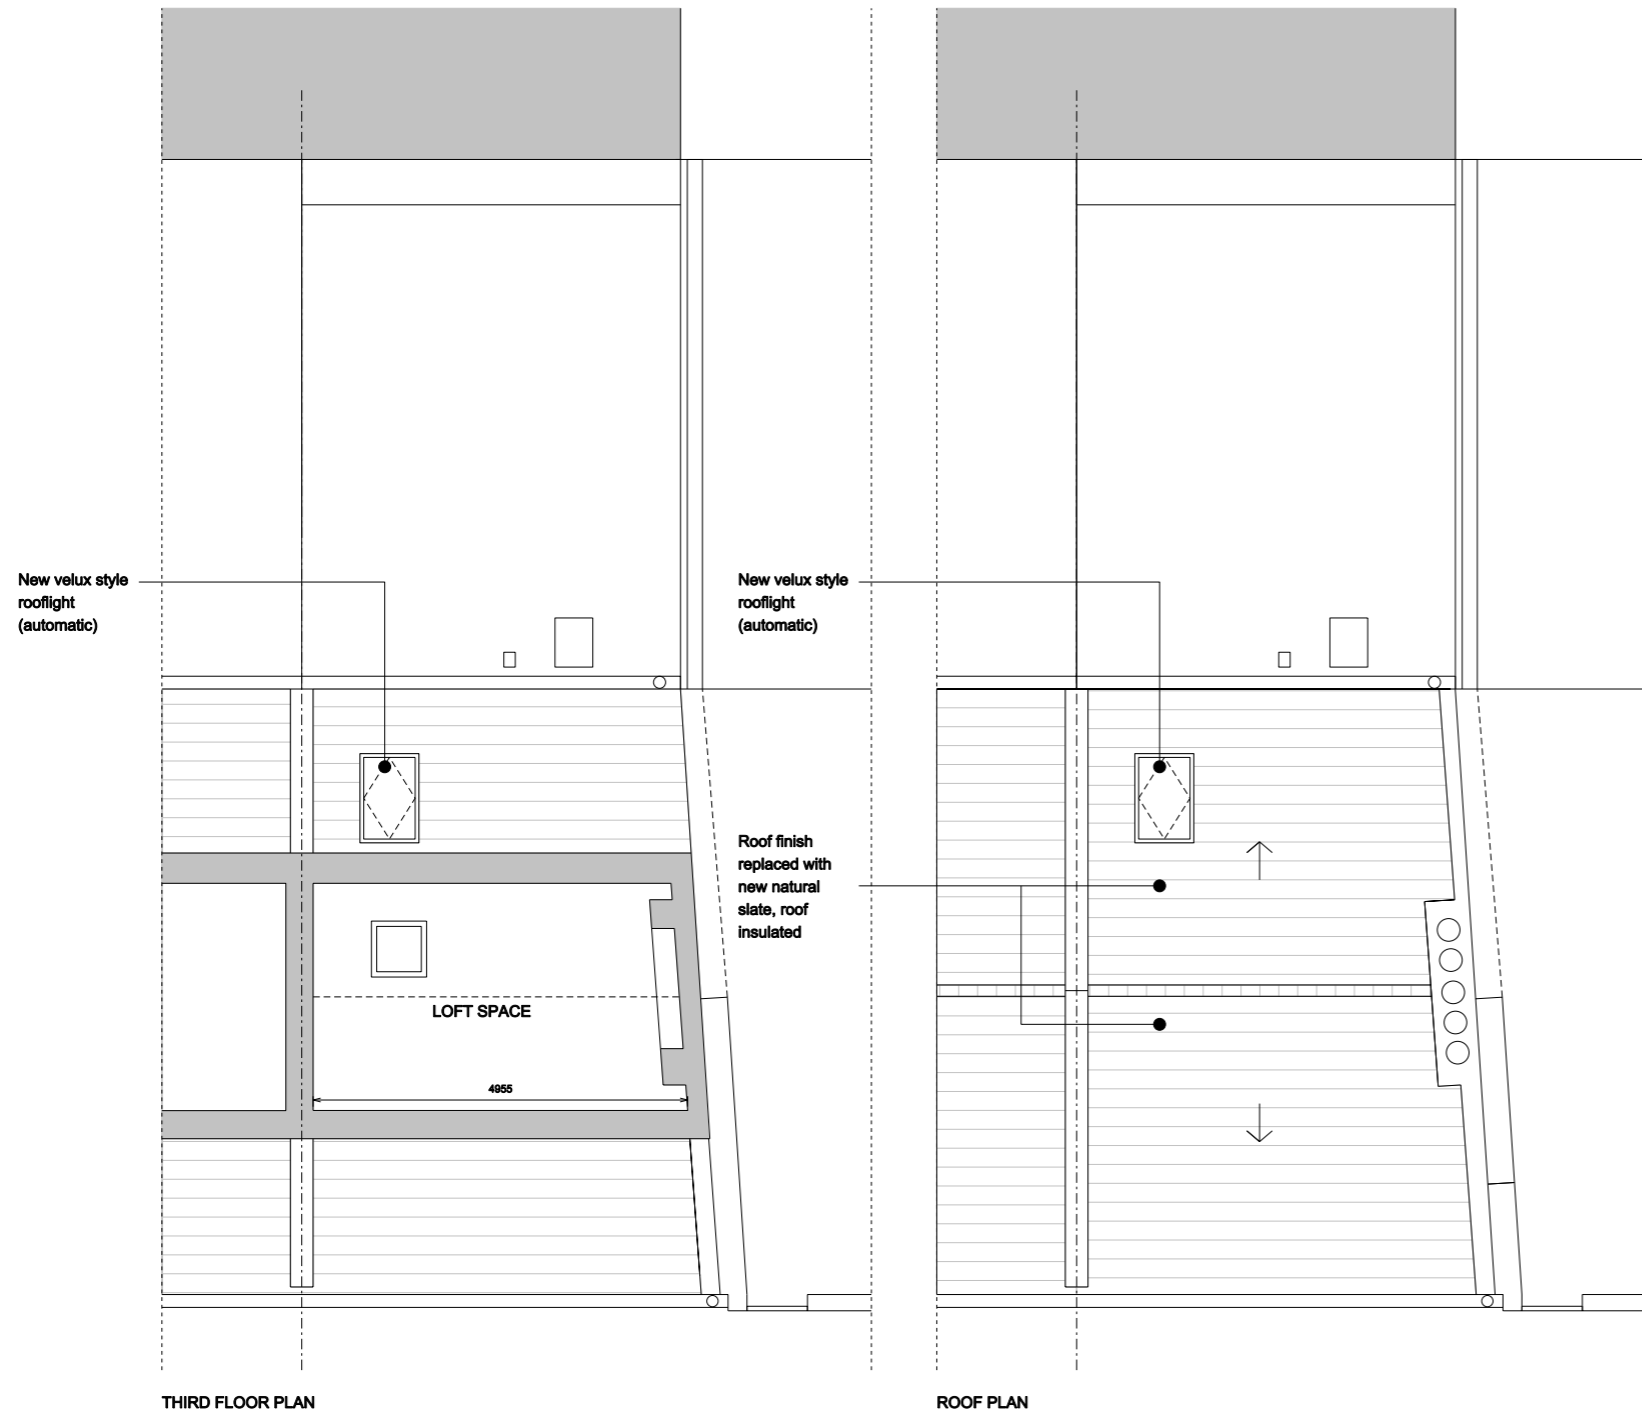 New velux style
rooflight
(automatic)
LOFT SPACE
4955
THIRD FLOOR PLAN
New velux style
rooflight
(automatic)
Roof finish
replaced with
new natural
slate, roof
insulated
ROOF PLAN